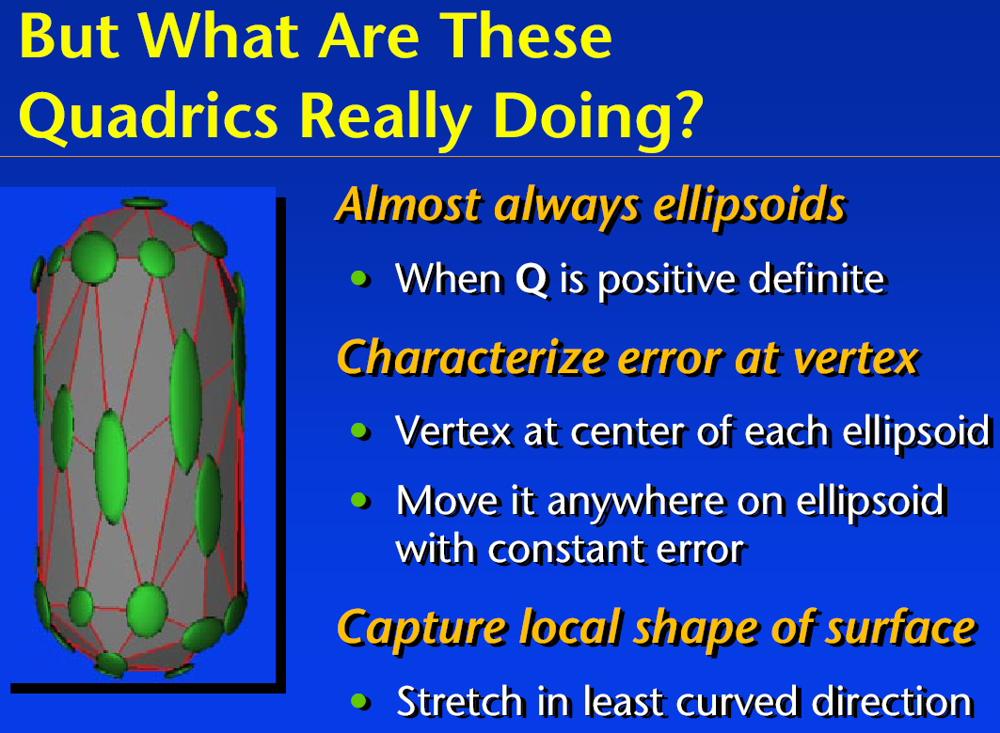 But What Are These
Quadrics Really Doing?
Almost always ellipsoids
• When Q is positive definite
Characterize error at vertex
• Vertex at center of each ellipsoid
• Move it anywhere on ellipsoid
with constant error
Capture local shape of surface
• Stretch in least curved direction